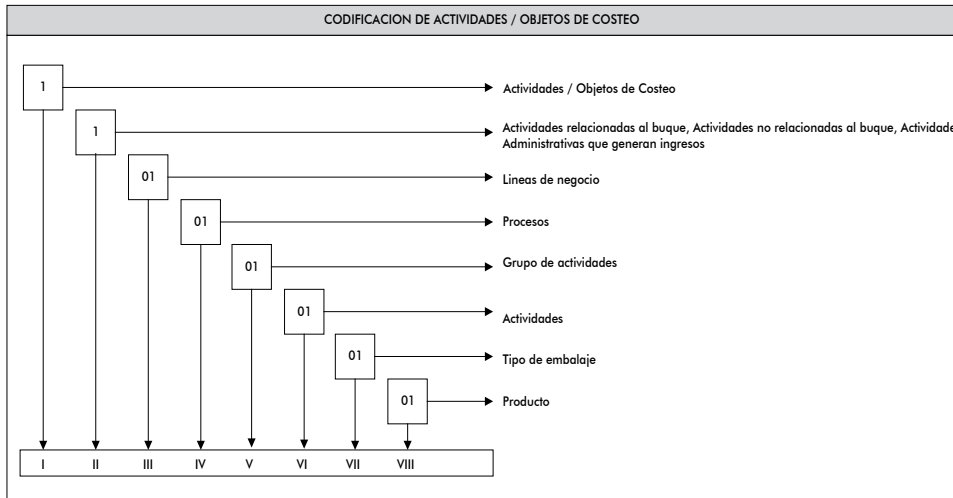 CODIFICACION DE ACTIVIDADES / OBJETOS DE COSTEO
1
Actividades / Objetos de Costeo
1
Actividades relacionadas al buque, Actividades no relacionadas al buque, Actividade
Administrativas que generan ingresos
01
Lineas de negocio
01
Procesos
01
Grupo de actividades
01
Actividades
01
Tipo de embalaje
01
Producto
I II III IV V VI VII VIII